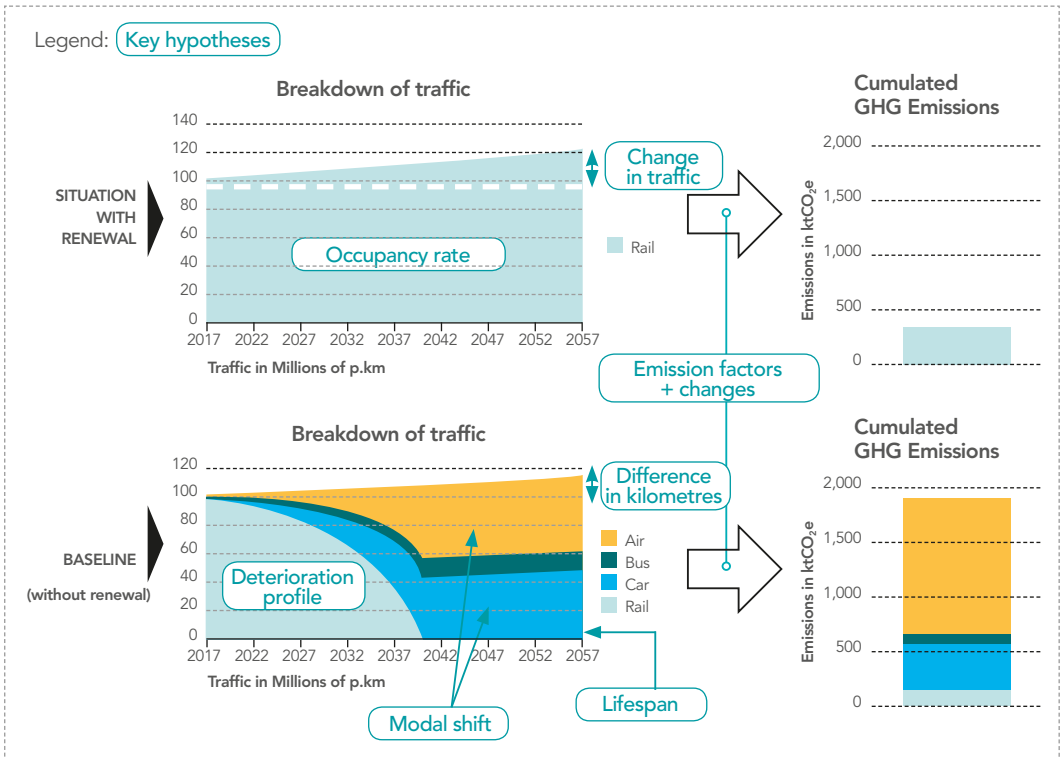 Legend: Key hypotheses
Breakdown of traffic
140
120
100
80
60
40
20
0
2017 2022 2027 2032 2037 2042 2047 2052 2057
Traffic in Millions of p.km
SITUATION
WITH
RENEWAL
Occupancy rate
Change
in traffic
Rail
Cumulated
GHG Emissions
Emissions in ktCO₂e
2,000
1,500
1,000
500
0
Emission factors
+ changes
Breakdown of traffic
120
100
80
60
40
20
0
2017 2022 2027 2032 2037 2042 2047 2052 2057
Traffic in Millions of p.km
BASELINE
(without renewal)
Deterioration
profile
Difference
in kilometres
Air
Bus
Car
Rail
Modal shift
Lifespan
Cumulated
GHG Emissions
Emissions in ktCO₂e
2,000
1,500
1,000
500
0